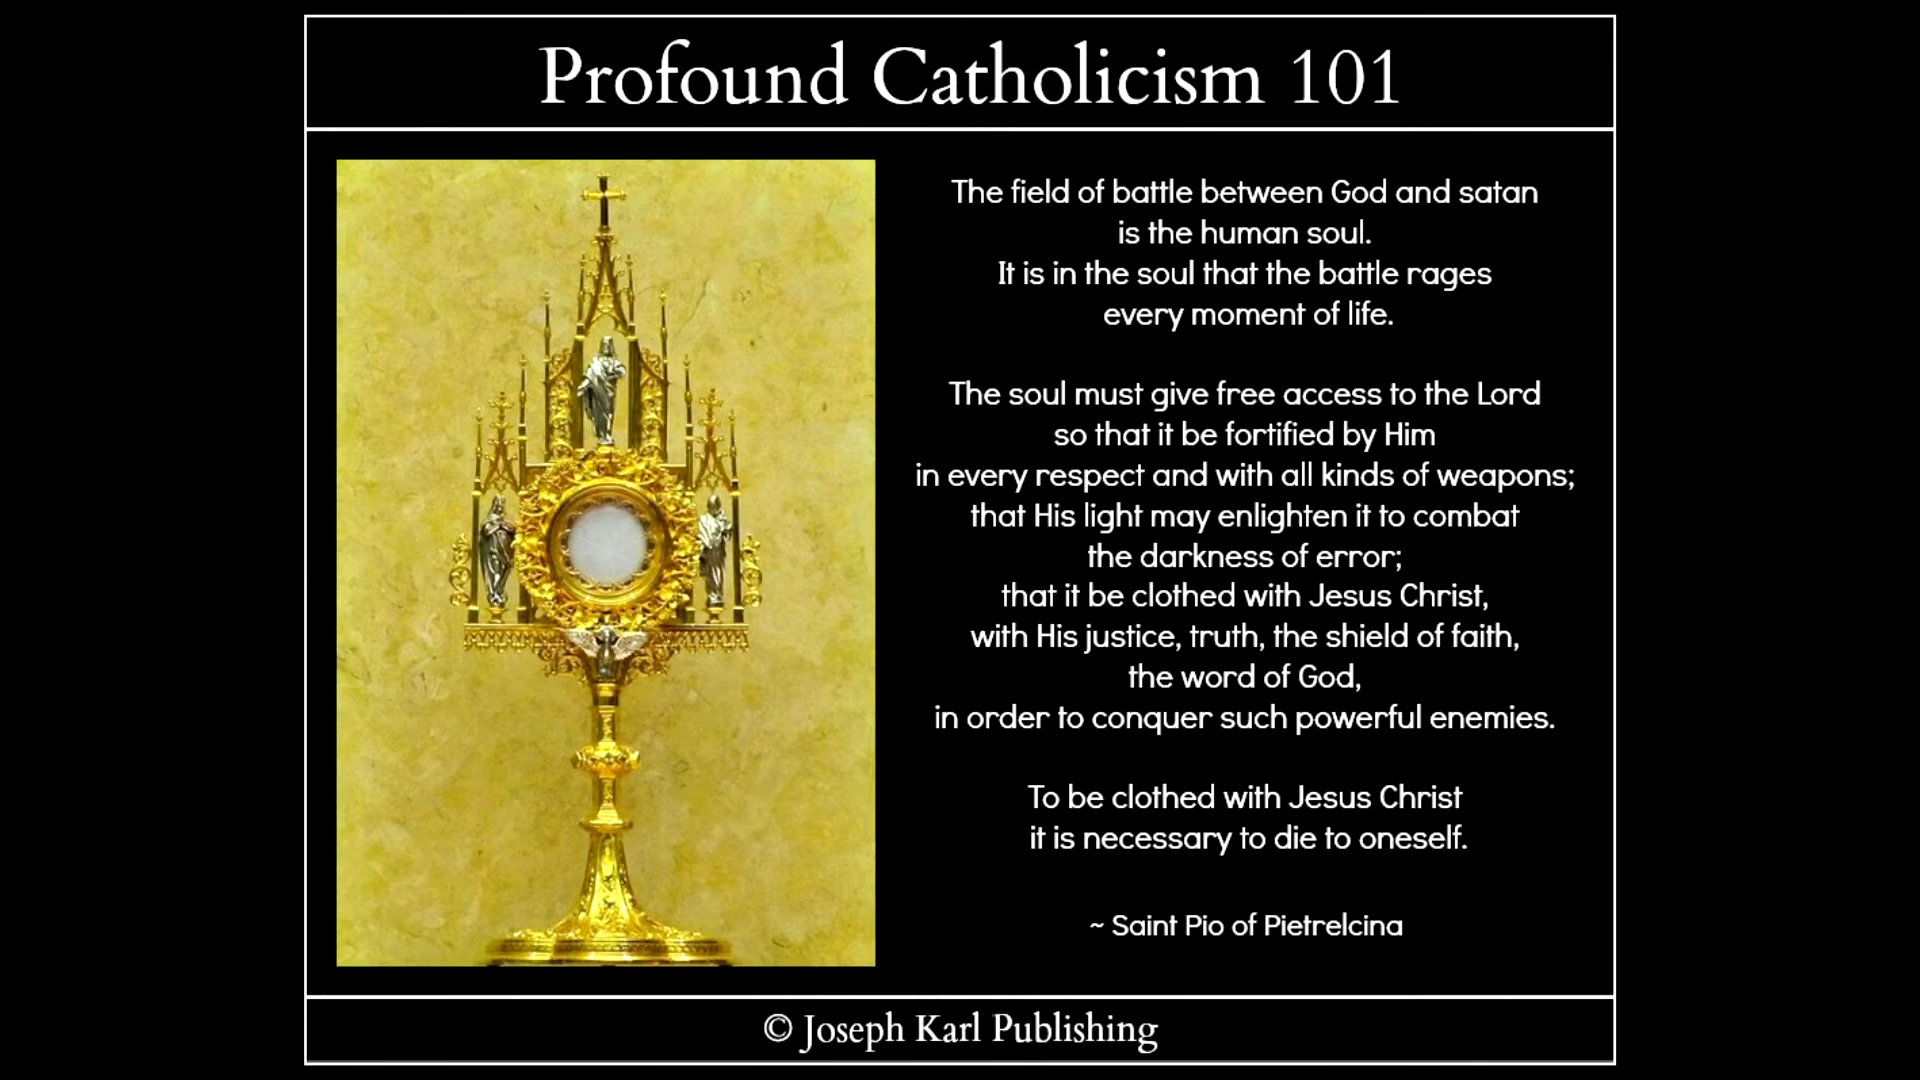 Profound Catholicism 101
The field of battle between God and satan
is the human soul.
It is in the soul that the battle rages
every moment of life.
The soul must give free access to the Lord
so that it be fortified by Him
in every respect and with all kinds of weapons;
that His light may enlighten it to combat
the darkness of error;
that it be clothed with Jesus Christ,
with His justice, truth, the shield of faith,
the word of God,
in order to conquer such powerful enemies.
To be clothed with Jesus Christ
it is necessary to die to oneself.
~ Saint Pio of Pietrelcina
© Joseph Karl Publishing